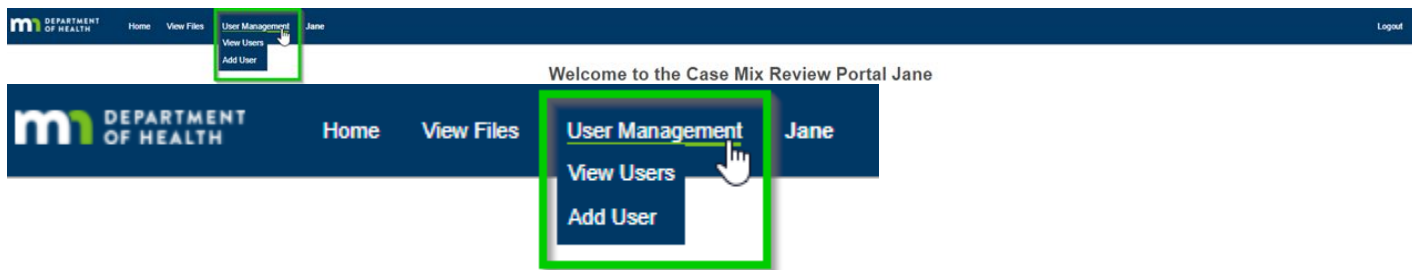 DEPARTMENT
OF HEALTH
Home View Files User Management Jane Logout
View Users
Add User
Welcome to the Case Mix Review Portal Jane
DEPARTMENT
OF HEALTH
Home View Files User Management Jane
View Users
Add User